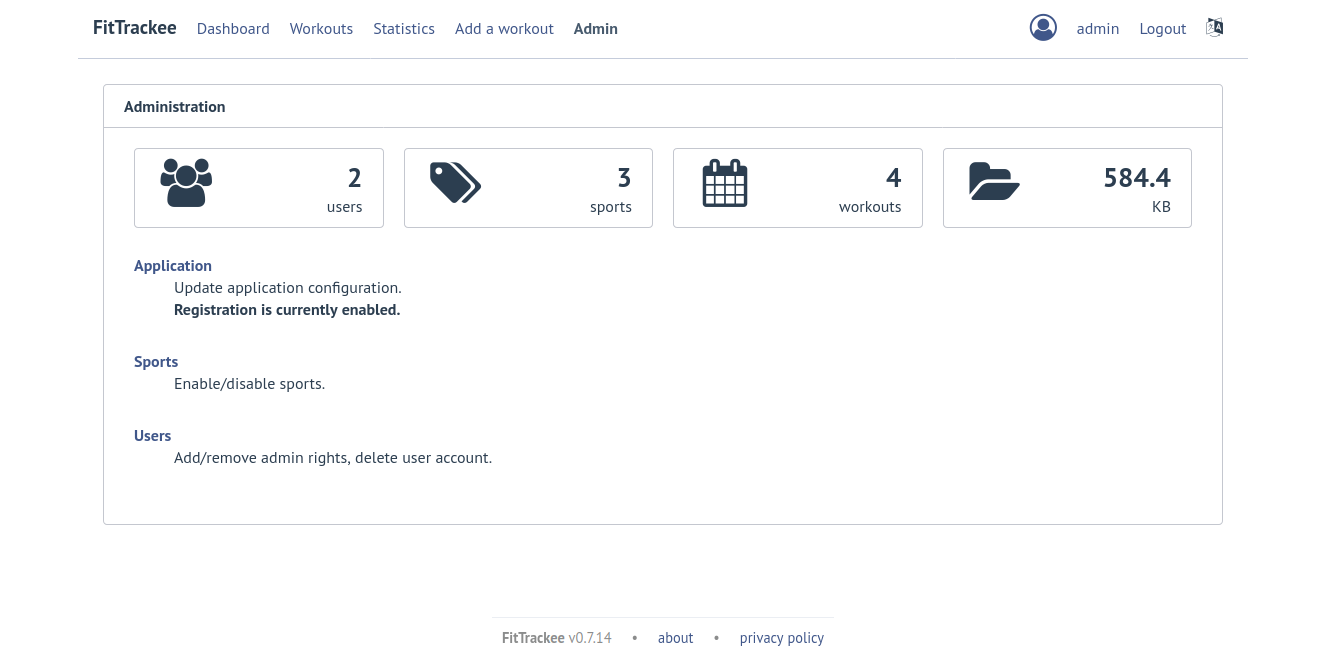 FitTrackee Dashboard Workouts Statistics Add a workout Admin admin Logout
Administration
2 3 4 584.4
users sports workouts KB
Application
Update application configuration.
Registration is currently enabled.
Sports
Enable/disable sports.
Users
Add/remove admin rights, delete user account.
FitTrackee v0.7.14 • about • privacy policy